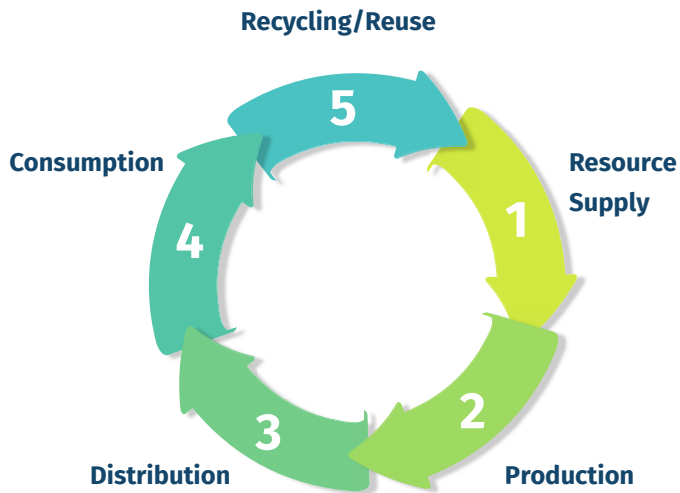 Recycling/Reuse
5
Consumption
Resource
Supply
1
4
2
3
Distribution
Production